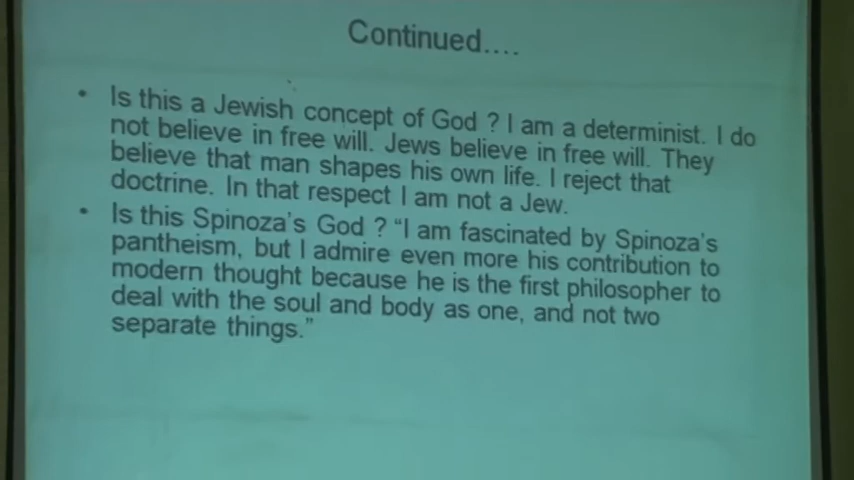 Continued....
• Is this a Jewish concept of God ? I am a determinist. I do
not believe in free will. Jews believe in free will. They
believe that man shapes his own life. I reject that
doctrine. In that respect I am not a Jew.
• Is this Spinoza's God ? “I am fascinated by Spinoza's
pantheism, but I admire even more his contribution to
modern thought because he is the first philosopher to
deal with the soul and body as one, and not two
separate things.”